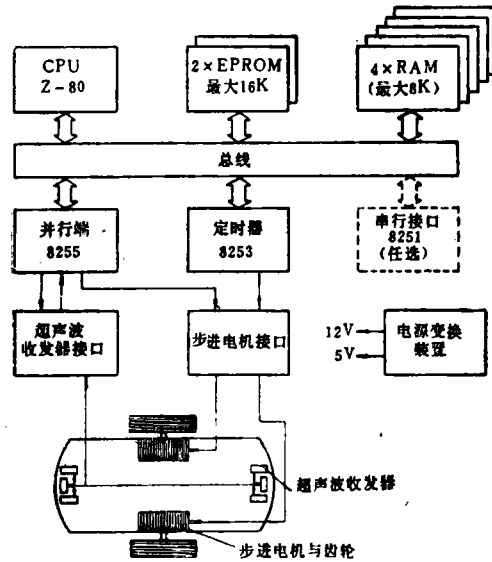 CPU
Z-80
2×EPROM
最大16K
4×RAM
(最大8K)
总线
并行端
8255
定时器
8253
串行接口
8251
(任选)
超声波
收发器接口
步进电机接口
12V
5V
电源变换
装置
超声波收发器
步进电机与齿轮